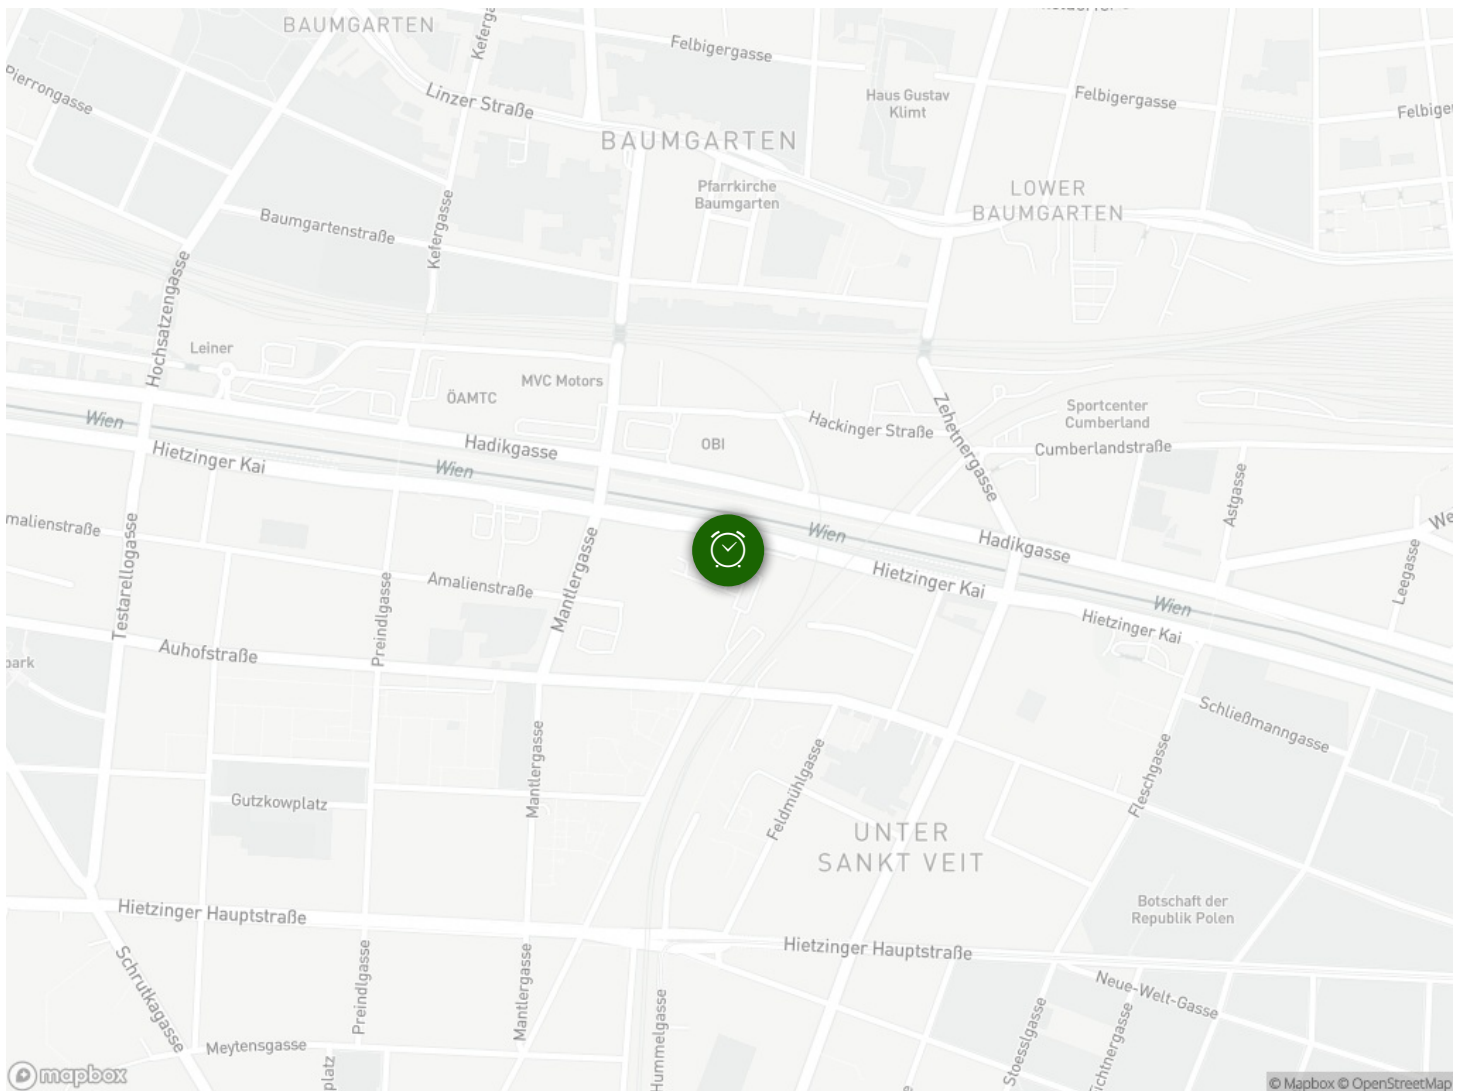 BAUMGARTEN
Kefergasse
Felbigergasse
Pierrongasse
Linzer Straße
Haus Gustav
Klimt
Felbigergasse
BAUMGARTEN
Pfarrkirche
Baumgarten
LOWER
BAUMGARTEN
Baumgartenstraße
Kefergasse
Hochsatzengasse
Leiner
MVC Motors
ÖAMTC
Wien
Hietzinger Kai
Hadikgasse
Wien
OBI
Hackinger Straße
Zehetnergasse
Sportcenter
Cumberland
Cumberlandstraße
Astgasse
malienstraße
Testarellogasse
Preindlgasse
Amalienstraße
Mantlergasse
Wien
Hadikgasse
Hietzinger Kai
Wien
Hietzinger Kai
Leegasse
We
park
Auhofstraße
Schließmanngasse
Mantlergasse
Feldmühlgasse
Fleschgasse
Gutzkowplatz
UNTER
SANKT VEIT
Botschaft der
Republik Polen
Hietzinger Hauptstraße
Hietzinger Hauptstraße
Schrutkagasse
Preindlgasse
Mantlergasse
Hummelgasse
Neue-Welt-Gasse
Stoesslgasse
ichtnergasse
Meytensgasse
platz
mapbox
© Mapbox © OpenStreetMap